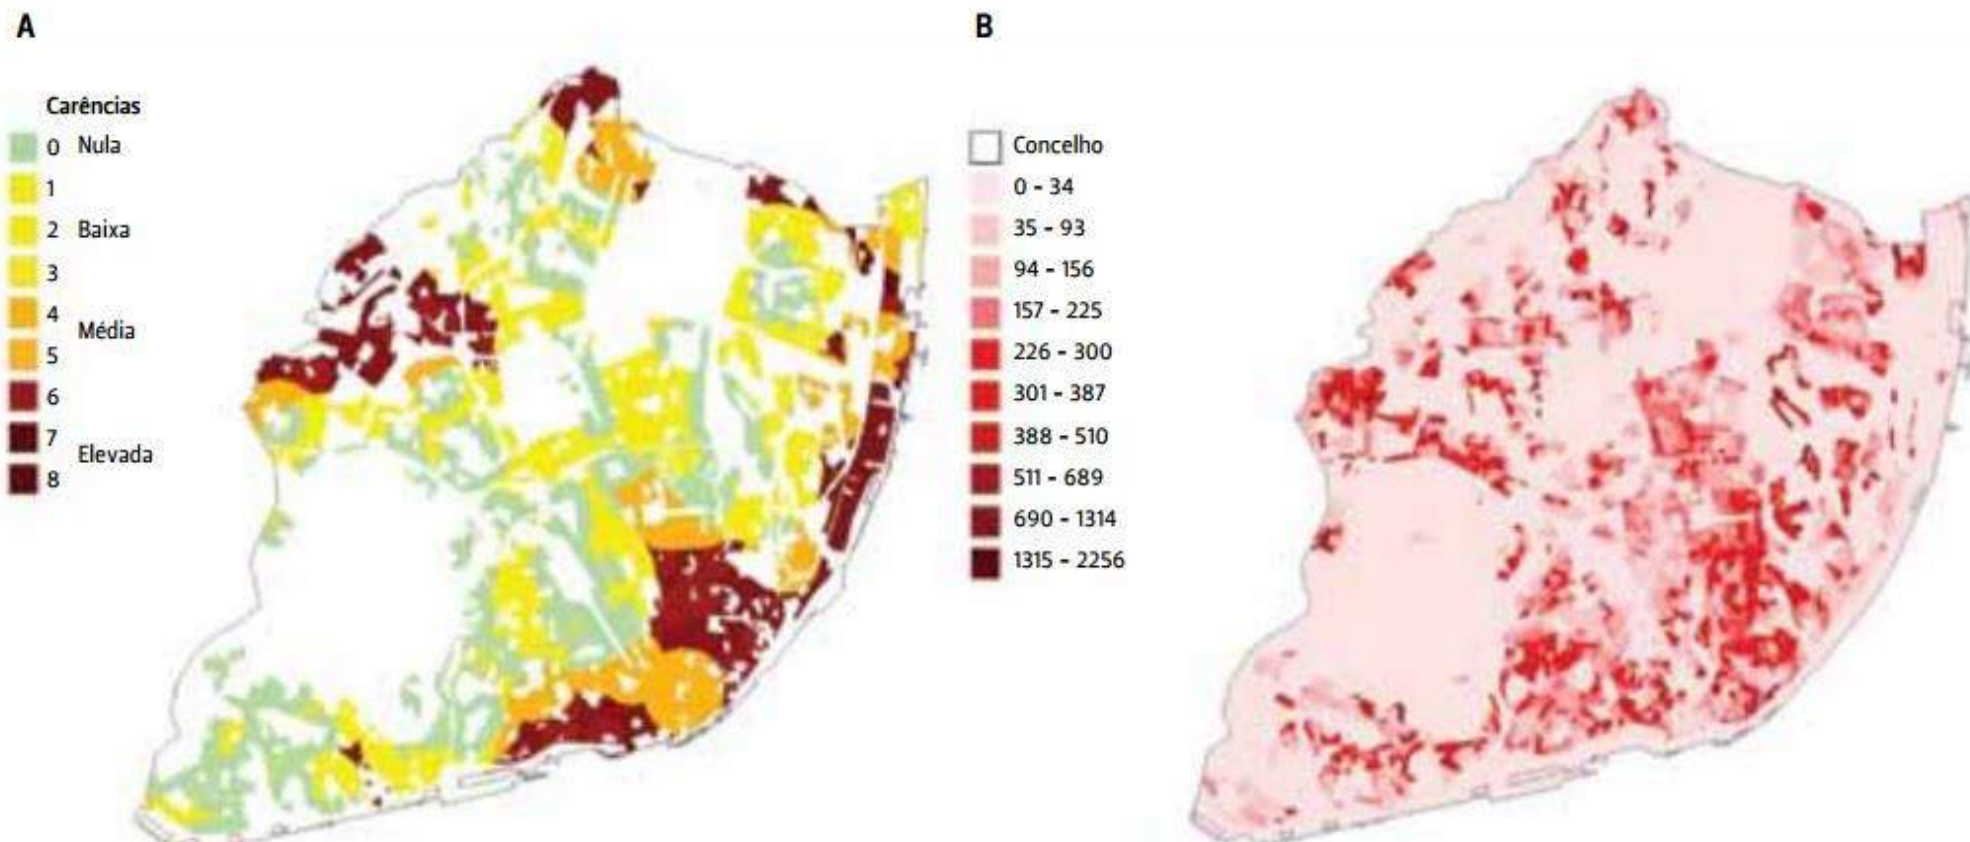 A
Carências
0 Nula
1
2 Baixa
3
4
Média
5
6
7
Elevada
8
B
Concelho
0 - 34
35 - 93
94 - 156
157 - 225
226 - 300
301 - 387
388 - 510
511 - 689
690 - 1314
1315 - 2256